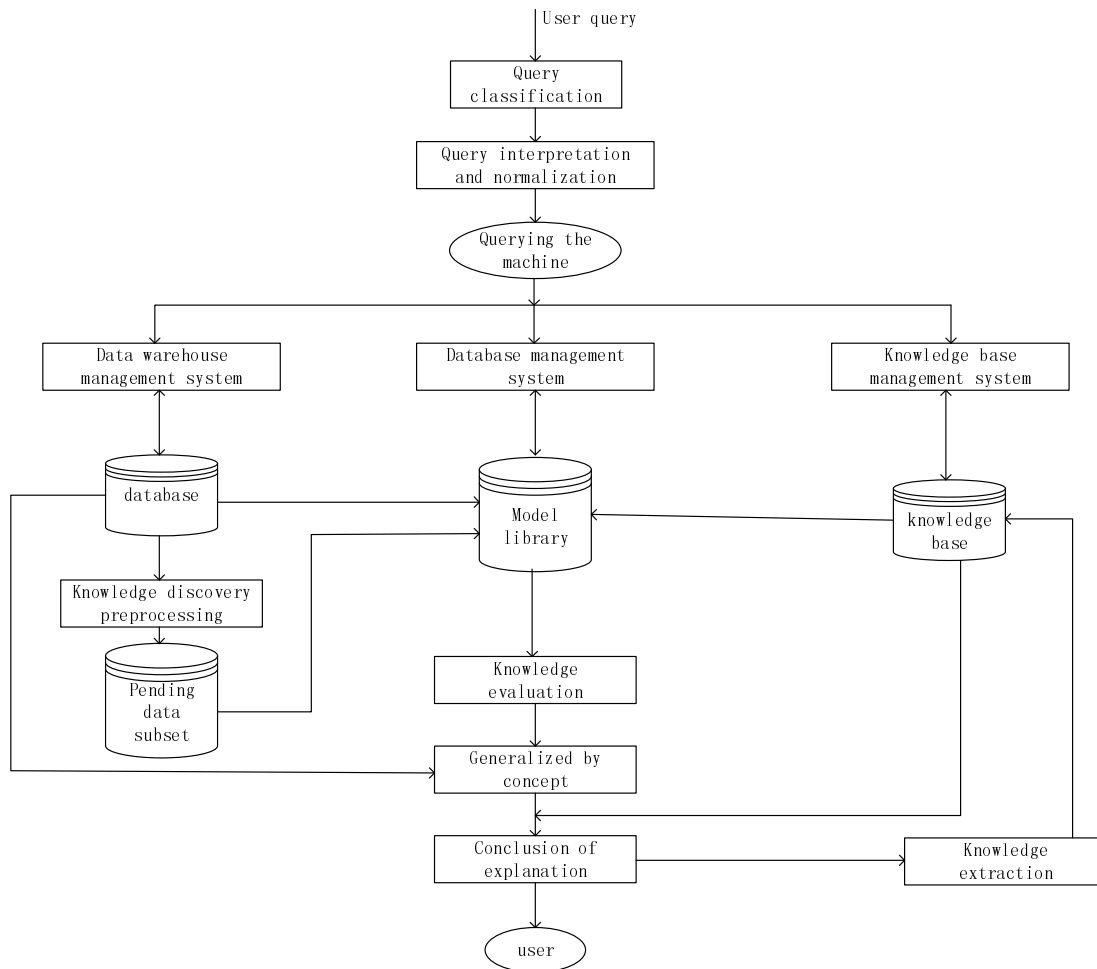 User query
Query
classification
Query interpretation
and normalization
Querying the
machine
Data warehouse
management system
Database management
system
Knowledge base
management system
database
Model
library
knowledge
base
Knowledge discovery
preprocessing
Pending
data
subset
Knowledge
evaluation
Generalized by
concept
Conclusion of
explanation
Knowledge
extraction
user